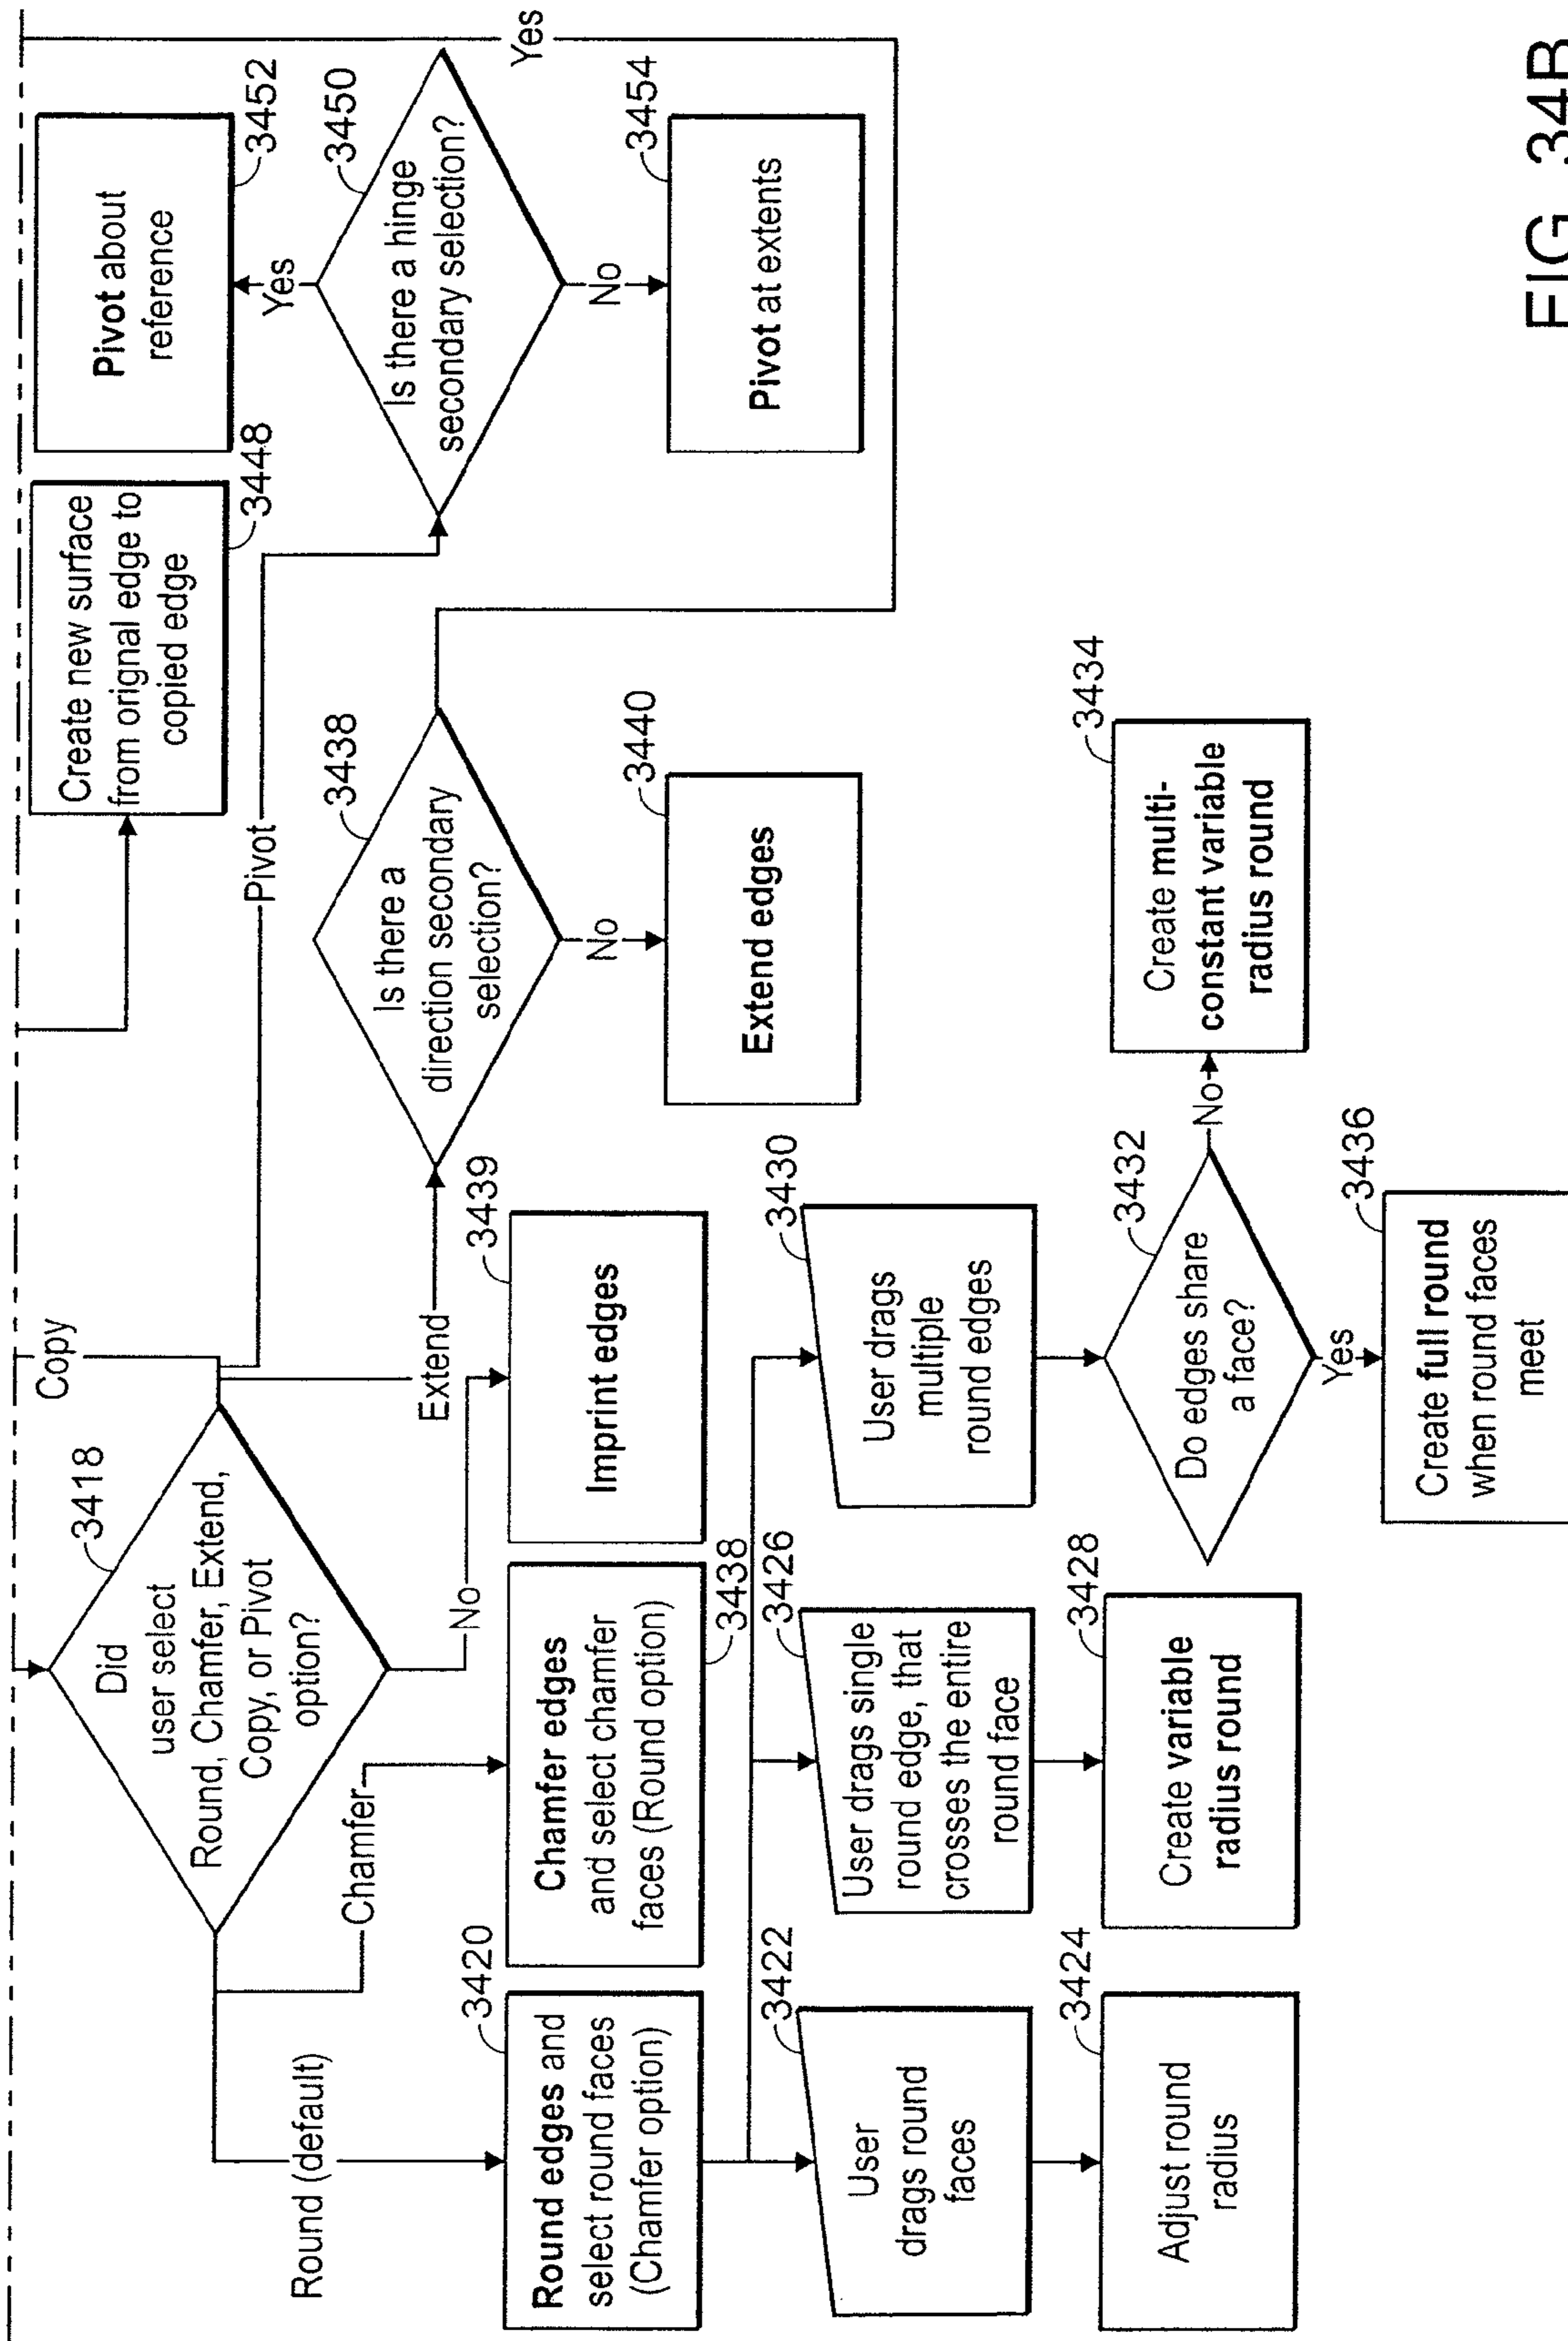 Copy
Did
user select
Round, Chamfer, Extend,
Copy, or Pivot
option?
3418
Round (default)
Chamfer
No
Extend
Pivot
Create new surface
from orignal edge to
copied edge
3448
Pivot about
reference
3452
Yes
Is there a hinge
secondary selection?
3450
No
Pivot at extents
3454
Yes
Is there a
direction secondary
selection?
3438
No
Extend edges
3440
Round edges and
select round faces
(Chamfer option)
3420
Chamfer edges
and select chamfer
faces (Round option)
3438
Imprint edges
3439
User
drags round
faces
3422
User drags single
round edge, that
crosses the entire
round face
3426
User drags
multiple
round edges
3430
Adjust round
radius
3424
Create variable
radius round
3428
Do edges share
a face?
3432
No
Create multi-
constant variable
radius round
3434
Yes
Create full round
when round faces
meet
3436
FIG. 34B